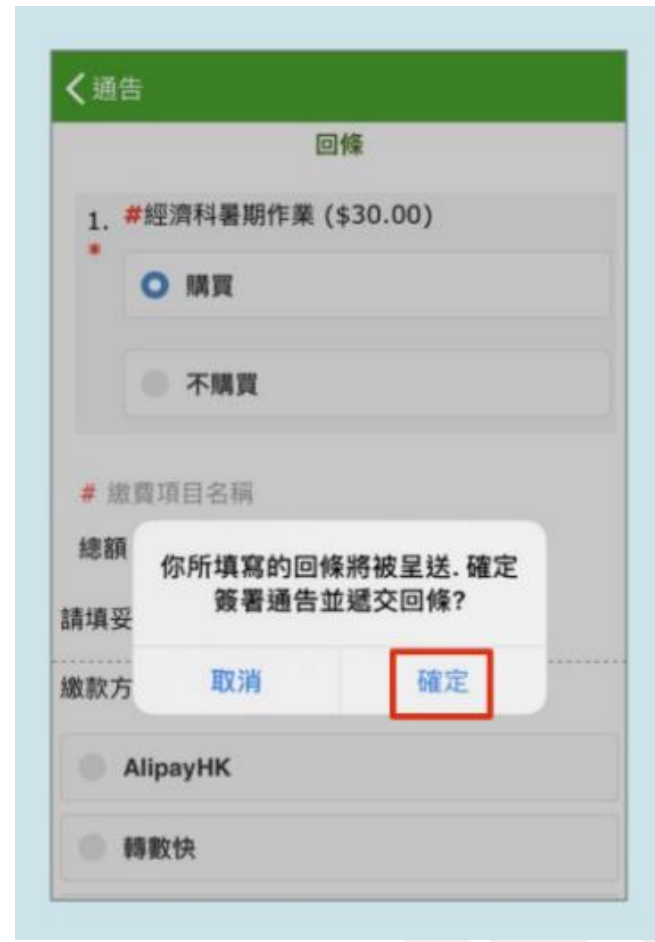 通告
回條
1. #經濟科暑期作業 ($30.00)
*
購買
不購買
# 繳費項目名稱
總額
你所填寫的回條將被呈送. 確定
簽署通告並遞交回條?
請填妥
取消
確定
繳款方
AlipayHK
轉數快